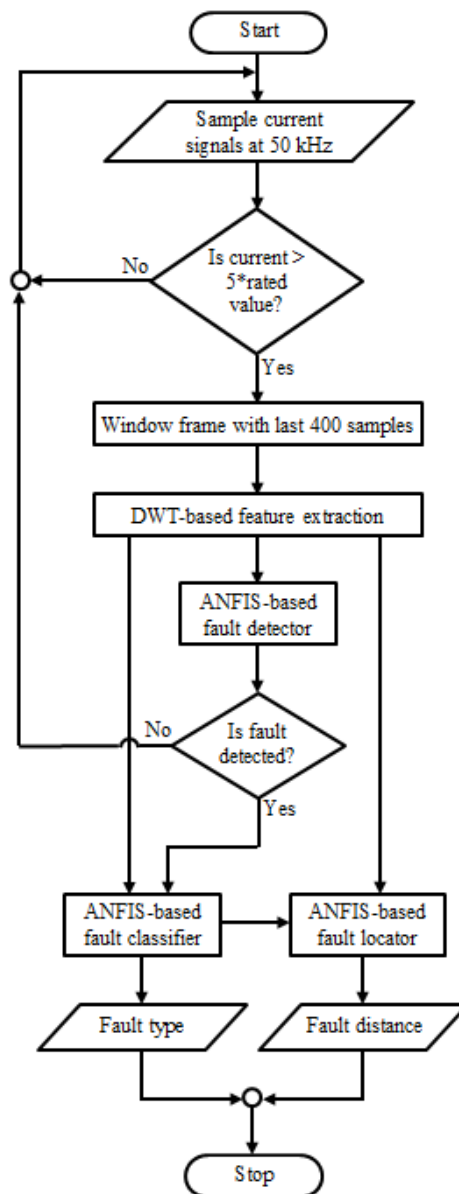 Start
Sample current
signals at 50 kHz
No
Is current >
5*rated
value?
Yes
Window frame with last 400 samples
DWT-based feature extraction
ANFIS-based
fault detector
No
Is fault
detected?
Yes
ANFIS-based
fault classifier
ANFIS-based
fault locator
Fault type
Fault distance
Stop